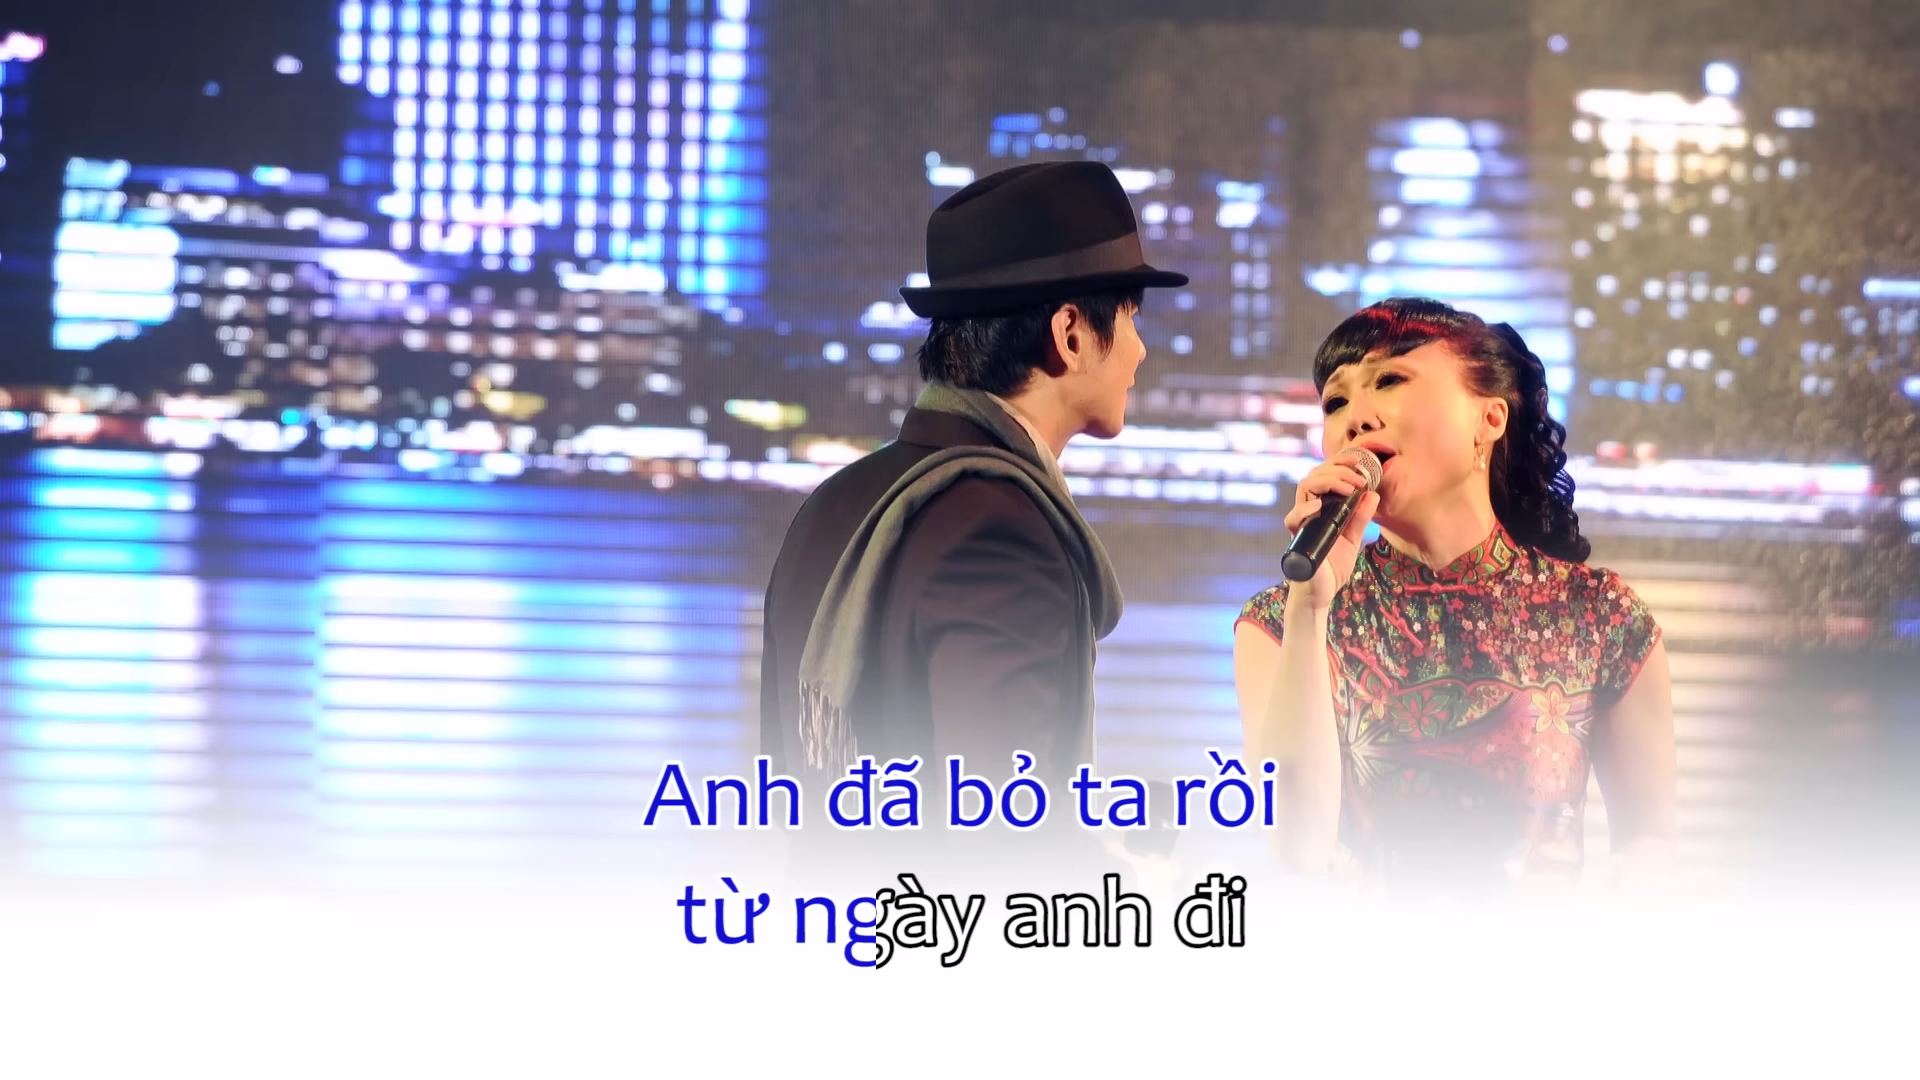 Anh đã bỏ ta rồi
từ ngày anh đi